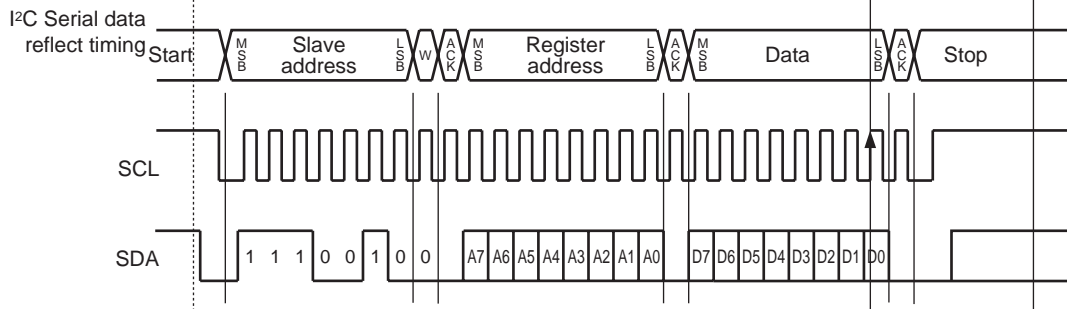 I²C Serial data
reflect timing
Start MSB Slave address LSB W ACK MSB Register address LSB ACK MSB Data LSB ACK Stop
SCL
SDA 1 1 1 0 0 1 0 0 A7 A6 A5 A4 A3 A2 A1 A0 D7 D6 D5 D4 D3 D2 D1 D0